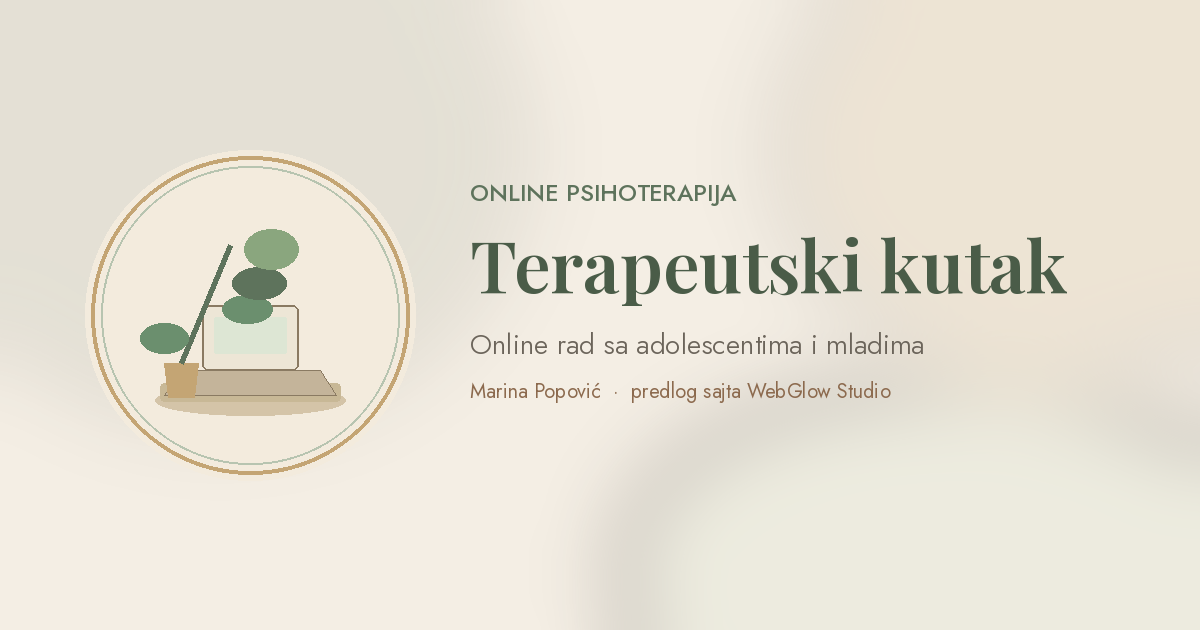 ONLINE PSIHOTERAPIJA
Terapeutski kutak
Online rad sa adolescentima i mladima
Marina Popović · predlog sajta WebGlow Studio